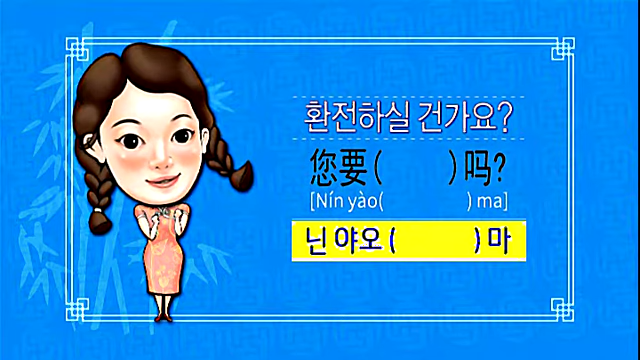 환전하실 건가요?
您要(        )吗?
[Nín yào(        ) ma]
닌 야오 (        ) 마